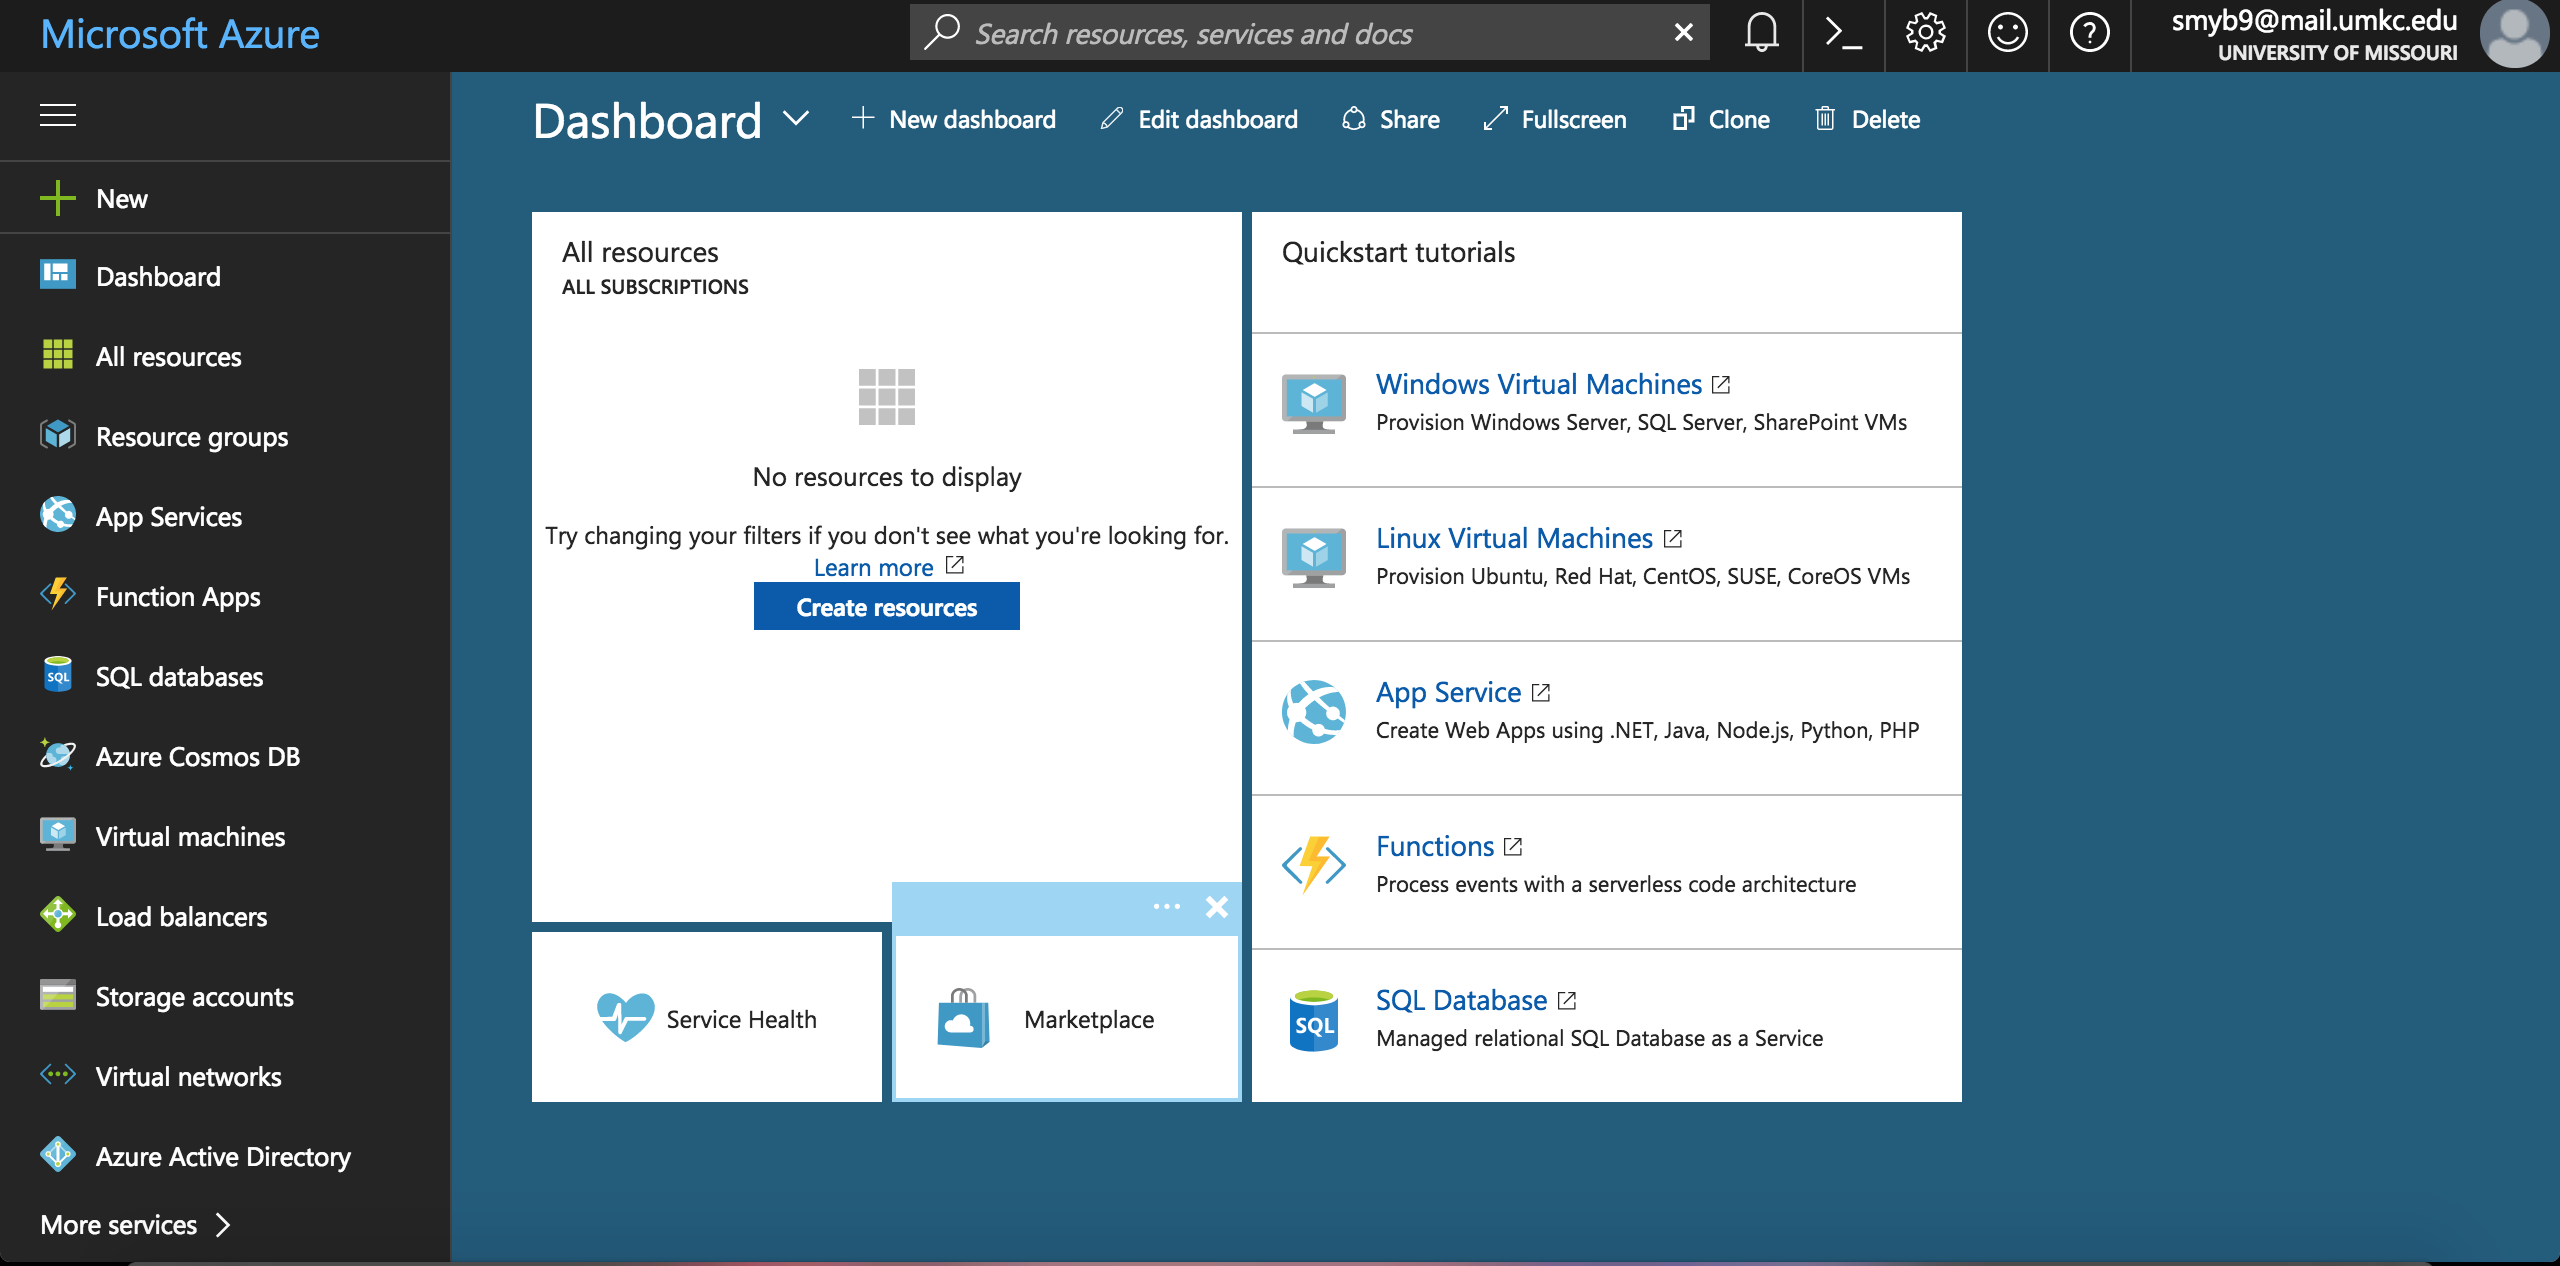 Microsoft Azure
Search resources, services and docs
smyb9@mail.umkc.edu
UNIVERSITY OF MISSOURI
Dashboard
New dashboard
Edit dashboard
Share
Fullscreen
Clone
Delete
New
Dashboard
All resources
Resource groups
App Services
Function Apps
SQL databases
Azure Cosmos DB
Virtual machines
Load balancers
Storage accounts
Virtual networks
Azure Active Directory
More services
All resources
ALL SUBSCRIPTIONS
No resources to display
Try changing your filters if you don't see what you're looking for.
Learn more
Create resources
Service Health
Marketplace
Quickstart tutorials
Windows Virtual Machines
Provision Windows Server, SQL Server, SharePoint VMs
Linux Virtual Machines
Provision Ubuntu, Red Hat, CentOS, SUSE, CoreOS VMs
App Service
Create Web Apps using .NET, Java, Node.js, Python, PHP
Functions
Process events with a serverless code architecture
SQL
SQL Database
Managed relational SQL Database as a Service